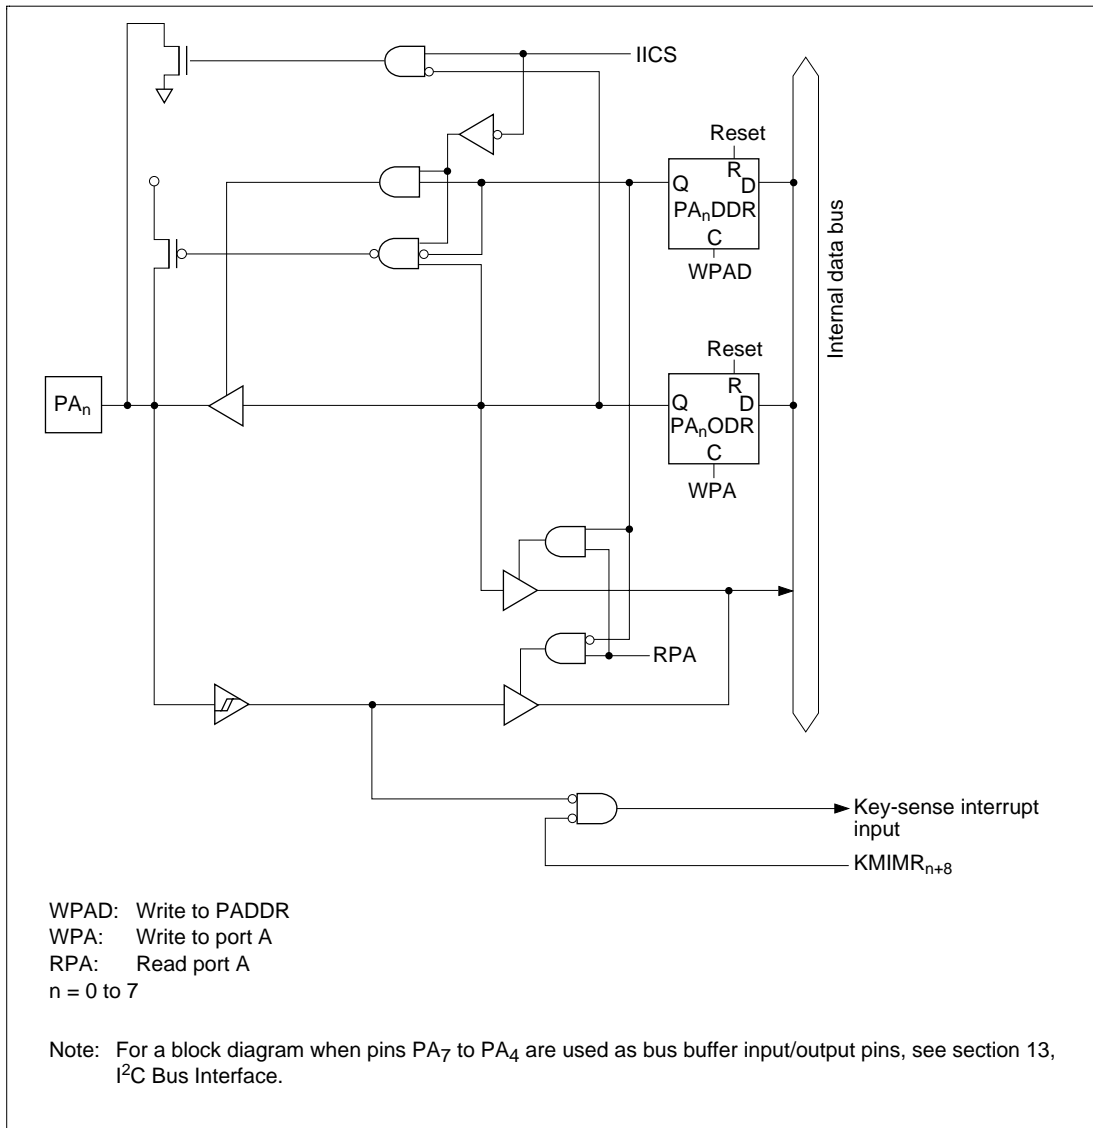 IICS
Reset
R
Q D
PAnDDR
C
WPAD
Internal data bus
Reset
R
PAn
Q D
PAnODR
C
WPA
RPA
Key-sense interrupt
input
KMIMRn+8
WPAD: Write to PADDR
WPA: Write to port A
RPA: Read port A
n = 0 to 7
Note: For a block diagram when pins PA7 to PA4 are used as bus buffer input/output pins, see section 13,
I2C Bus Interface.